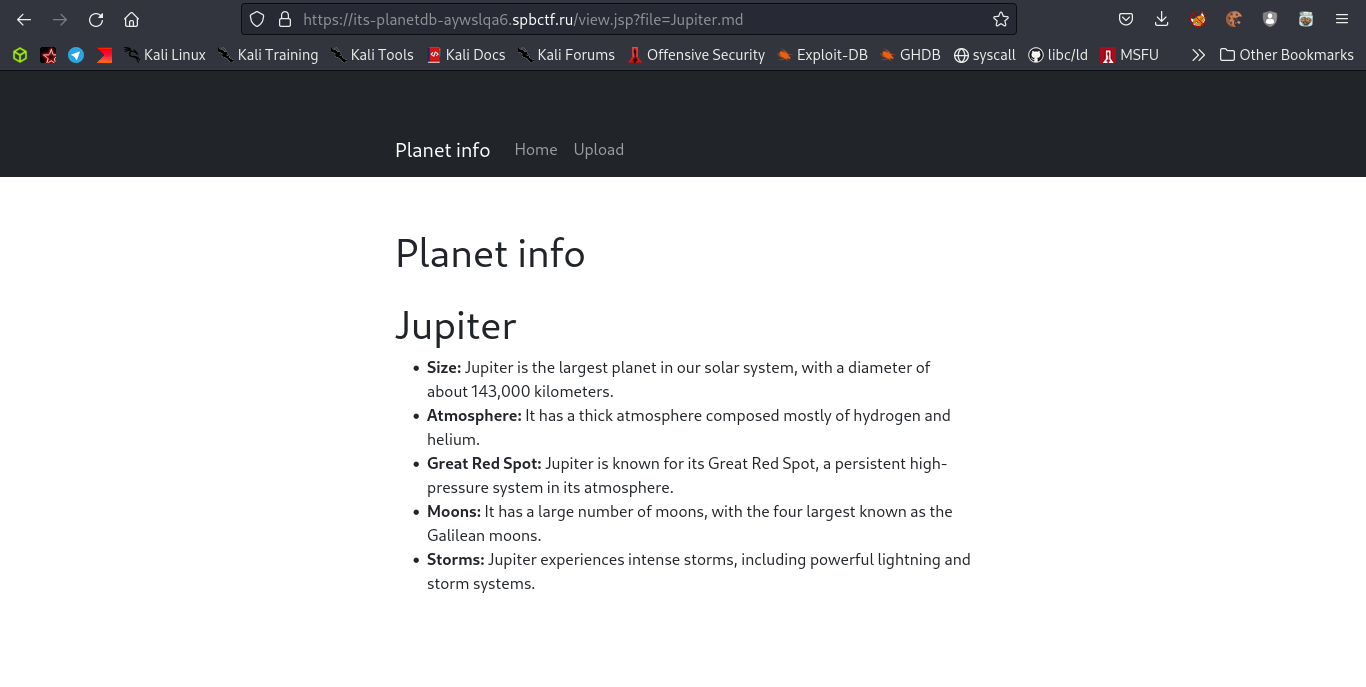 https://its-planetdb-aywslqa6.spbctf.ru/view.jsp?file=Jupiter.md
Kali Linux Kali Training Kali Tools Kali Docs Kali Forums Offensive Security Exploit-DB GHDB syscall libc/ld MSFU Other Bookmarks
Planet info Home Upload
Planet info
Jupiter
• Size: Jupiter is the largest planet in our solar system, with a diameter of
about 143,000 kilometers.
• Atmosphere: It has a thick atmosphere composed mostly of hydrogen and
helium.
• Great Red Spot: Jupiter is known for its Great Red Spot, a persistent high-
pressure system in its atmosphere.
• Moons: It has a large number of moons, with the four largest known as the
Galilean moons.
• Storms: Jupiter experiences intense storms, including powerful lightning and
storm systems.